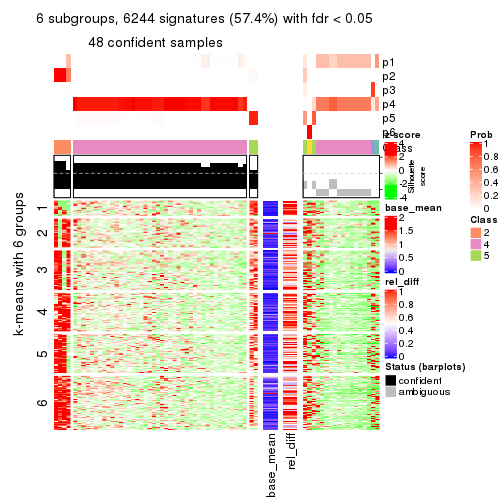 6 subgroups, 6244 signatures (57.4%) with fdr < 0.05
48 confident samples
p1
p2
p3
p4
p5
p6
Class
Silhouette
score
k-means with 6 groups
1
2
3
4
5
6
base_mean
rel_diff
z-score
4
2
0
-2
-4
base_mean
2
1.5
1
0.5
0
rel_diff
1
0.8
0.6
0.4
0.2
0
Status (barplots)
confident
ambiguous
Prob
1
0.8
0.6
0.4
0.2
0
Class
2
4
5